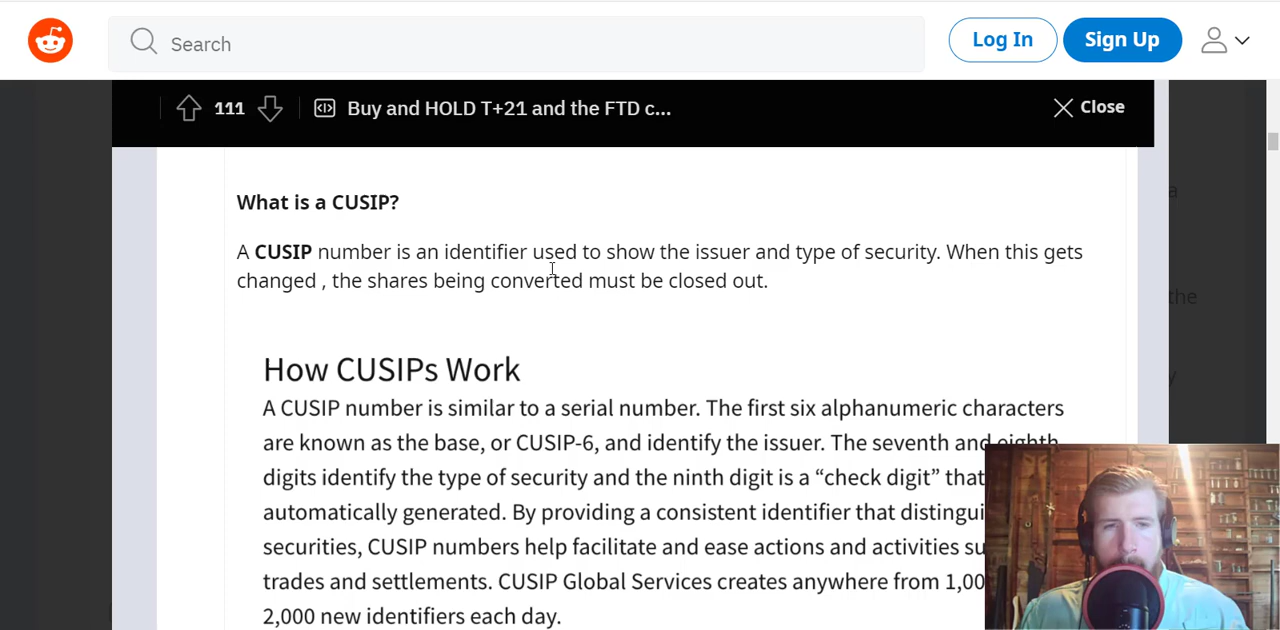 Search
Log In
Sign Up
111
Buy and HOLD T+21 and the FTD c...
Close
What is a CUSIP?
A CUSIP number is an identifier used to show the issuer and type of security. When this gets
changed , the shares being converted must be closed out.
a
the
y
How CUSIPs Work
A CUSIP number is similar to a serial number. The first six alphanumeric characters
are known as the base, or CUSIP-6, and identify the issuer. The seventh and eighth
digits identify the type of security and the ninth digit is a “check digit” that
automatically generated. By providing a consistent identifier that distingui
securities, CUSIP numbers help facilitate and ease actions and activities su
trades and settlements. CUSIP Global Services creates anywhere from 1,00
2,000 new identifiers each day.